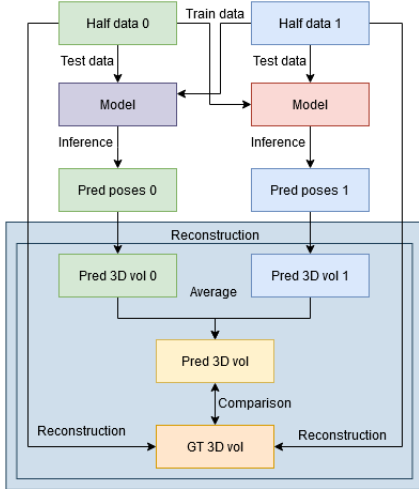 Half data 0
Train data
Half data 1
Test data
Test data
Model
Model
Inference
Inference
Pred poses 0
Pred poses 1
Reconstruction
Pred 3D vol 0
Pred 3D vol 1
Average
Pred 3D vol
Comparison
Reconstruction
Reconstruction
GT 3D vol